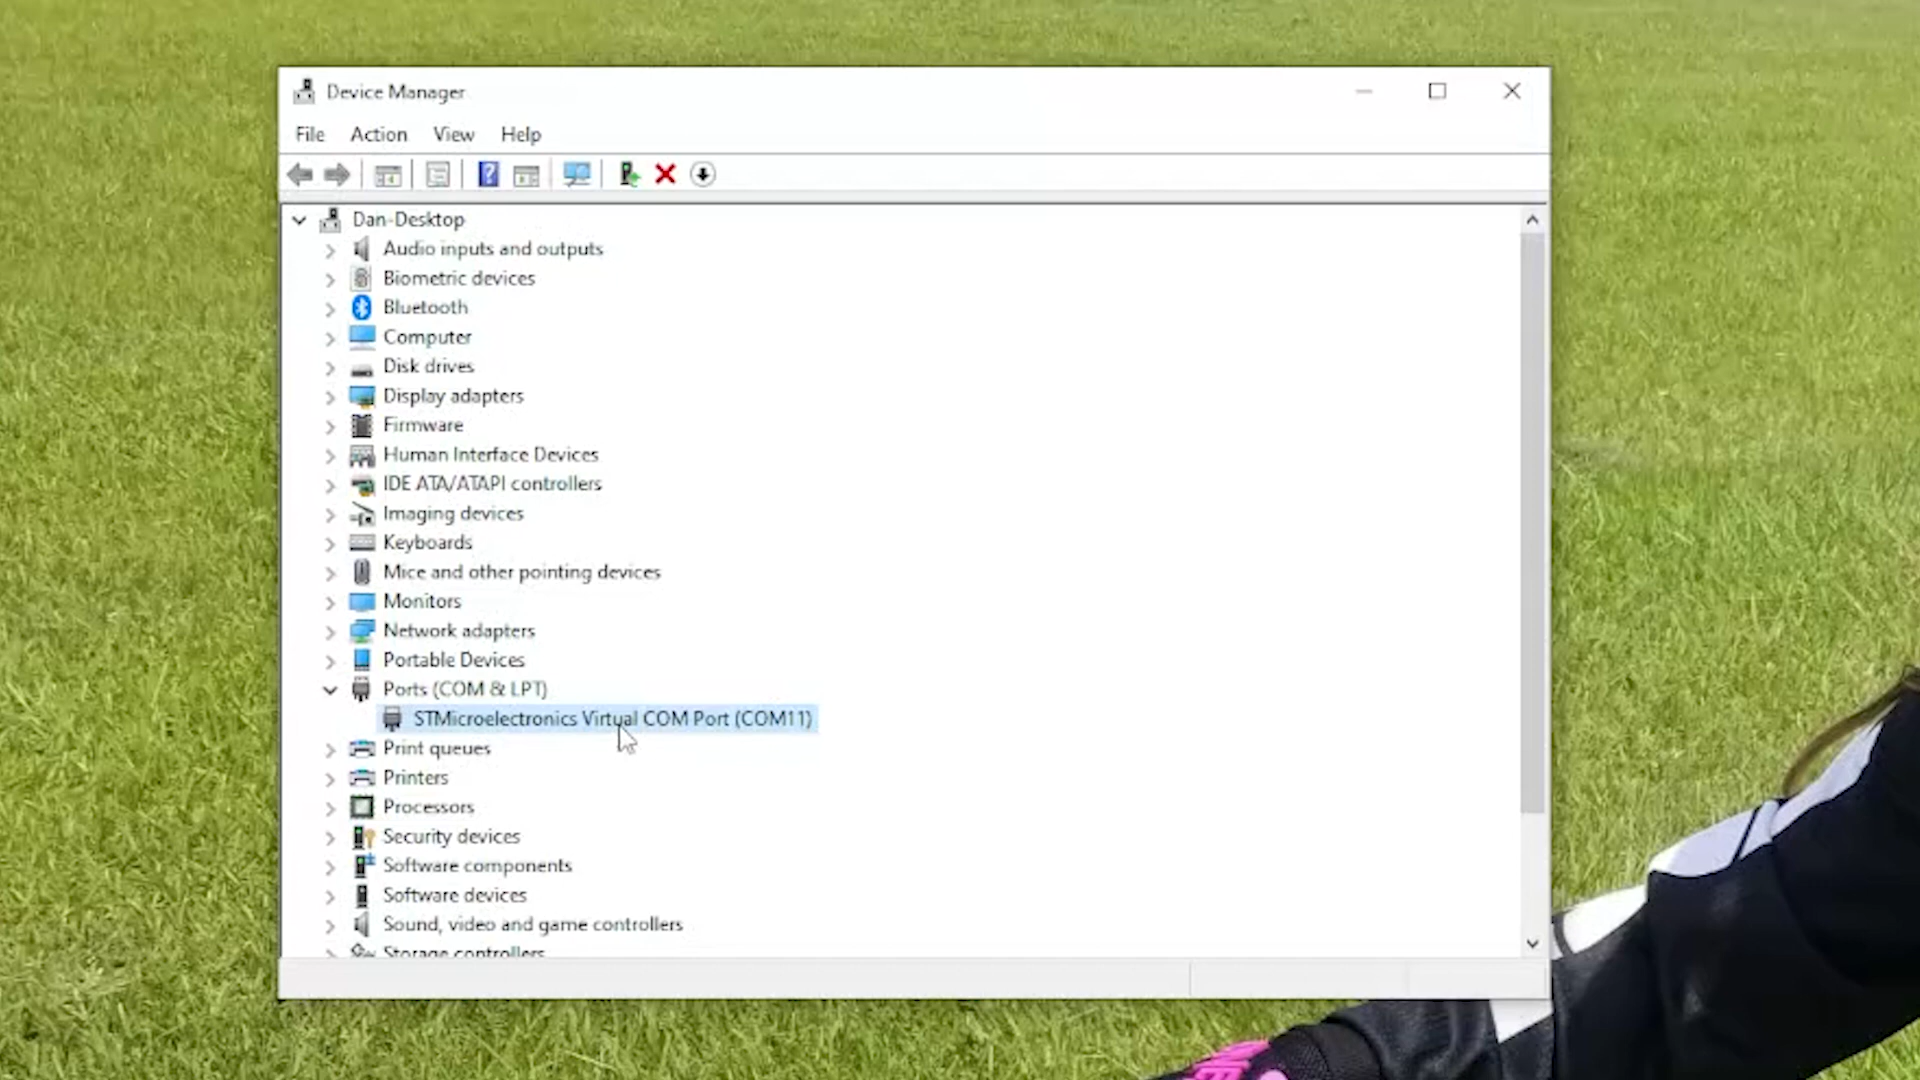 Device Manager
File Action View Help
Dan-Desktop
Audio inputs and outputs
Biometric devices
Bluetooth
Computer
Disk drives
Display adapters
Firmware
Human Interface Devices
IDE ATA/ATAPI controllers
Imaging devices
Keyboards
Mice and other pointing devices
Monitors
Network adapters
Portable Devices
Ports (COM & LPT)
STMicroelectronics Virtual COM Port (COM11)
Print queues
Printers
Processors
Security devices
Software components
Software devices
Sound, video and game controllers
Storage controllers